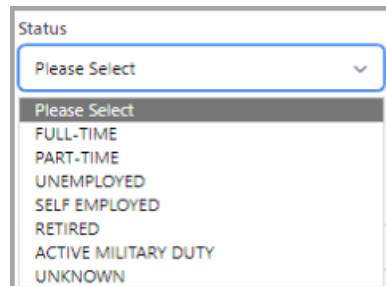 Status
Please Select
Please Select
FULL-TIME
PART-TIME
UNEMPLOYED
SELF EMPLOYED
RETIRED
ACTIVE MILITARY DUTY
UNKNOWN